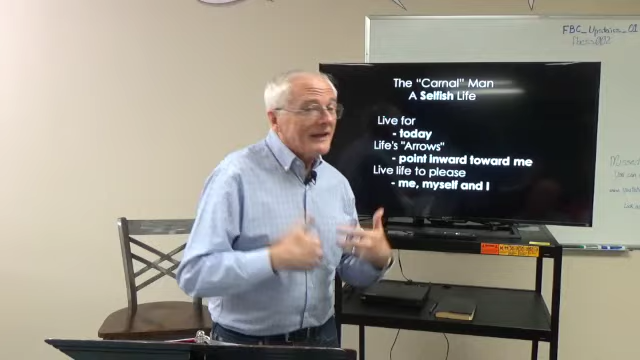 FBC_Upstairs_01
The "Carnal" Man
A Selfish Life
Live for
- today
Life's "Arrows"
- point inward toward me
Live life to please
- me, myself and I